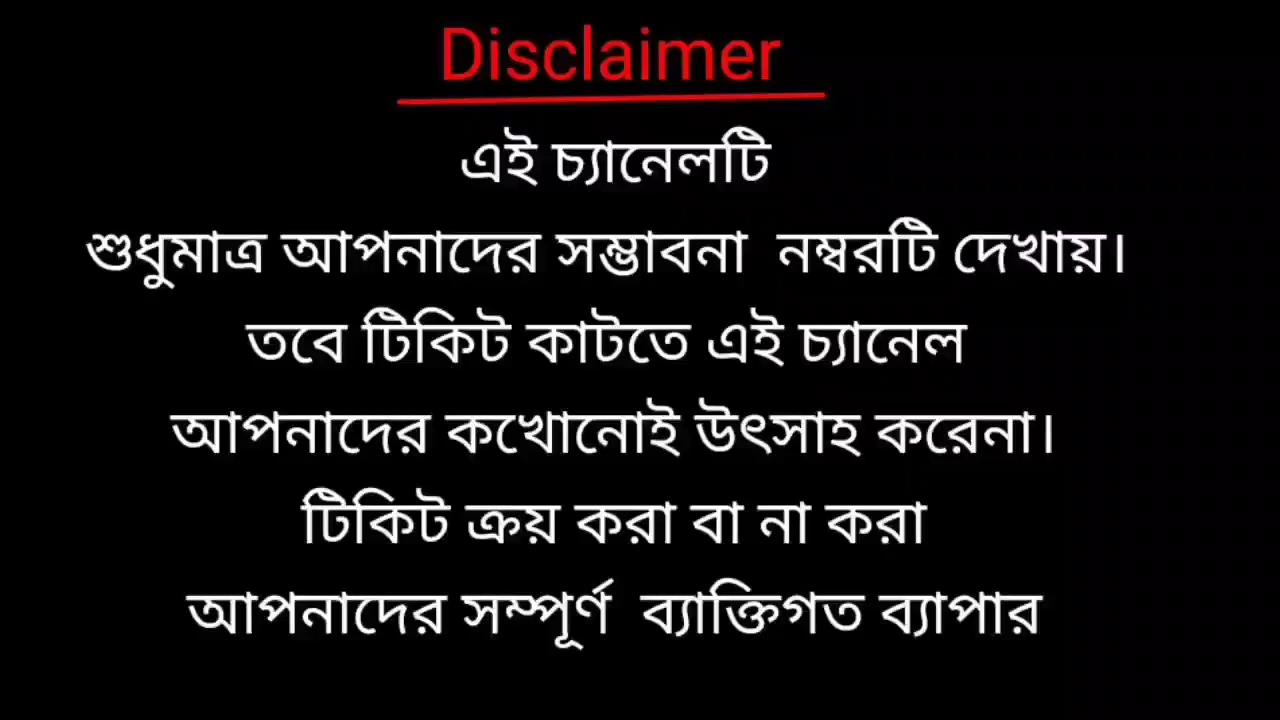 Disclaimer
এই চ্যানেলটি
শুধুমাত্র আপনাদের সম্ভাবনা নম্বরটি দেখায়।
তবে টিকিট কাটতে এই চ্যানেল
আপনাদের কখোনোই উৎসাহ করেনা।
টিকিট ক্রয় করা বা না করা
আপনাদের সম্পূর্ণ ব্যাক্তিগত ব্যাপার